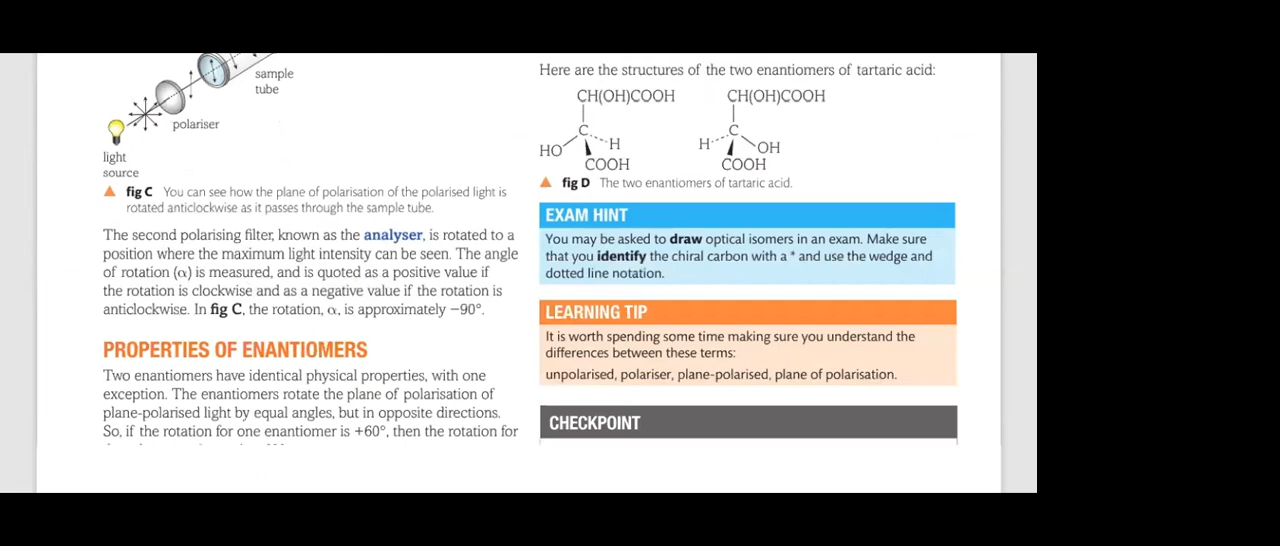 sample
tube
polariser
light
source
fig C You can see how the plane of polarisation of the polarised light is
rotated anticlockwise as it passes through the sample tube.
The second polarising filter, known as the analyser, is rotated to a
position where the maximum light intensity can be seen. The angle
of rotation (α) is measured, and is quoted as a positive value if
the rotation is clockwise and as a negative value if the rotation is
anticlockwise. In fig C, the rotation, α, is approximately −90°.
PROPERTIES OF ENANTIOMERS
Two enantiomers have identical physical properties, with one
exception. The enantiomers rotate the plane of polarisation of
plane-polarised light by equal angles, but in opposite directions.
So, if the rotation for one enantiomer is +60°, then the rotation for
Here are the structures of the two enantiomers of tartaric acid:
CH(OH)COOH CH(OH)COOH
C C
HO H H OH
COOH COOH
fig D The two enantiomers of tartaric acid.
EXAM HINT
You may be asked to draw optical isomers in an exam. Make sure
that you identify the chiral carbon with a * and use the wedge and
dotted line notation.
LEARNING TIP
It is worth spending some time making sure you understand the
differences between these terms:
unpolarised, polariser, plane-polarised, plane of polarisation.
CHECKPOINT